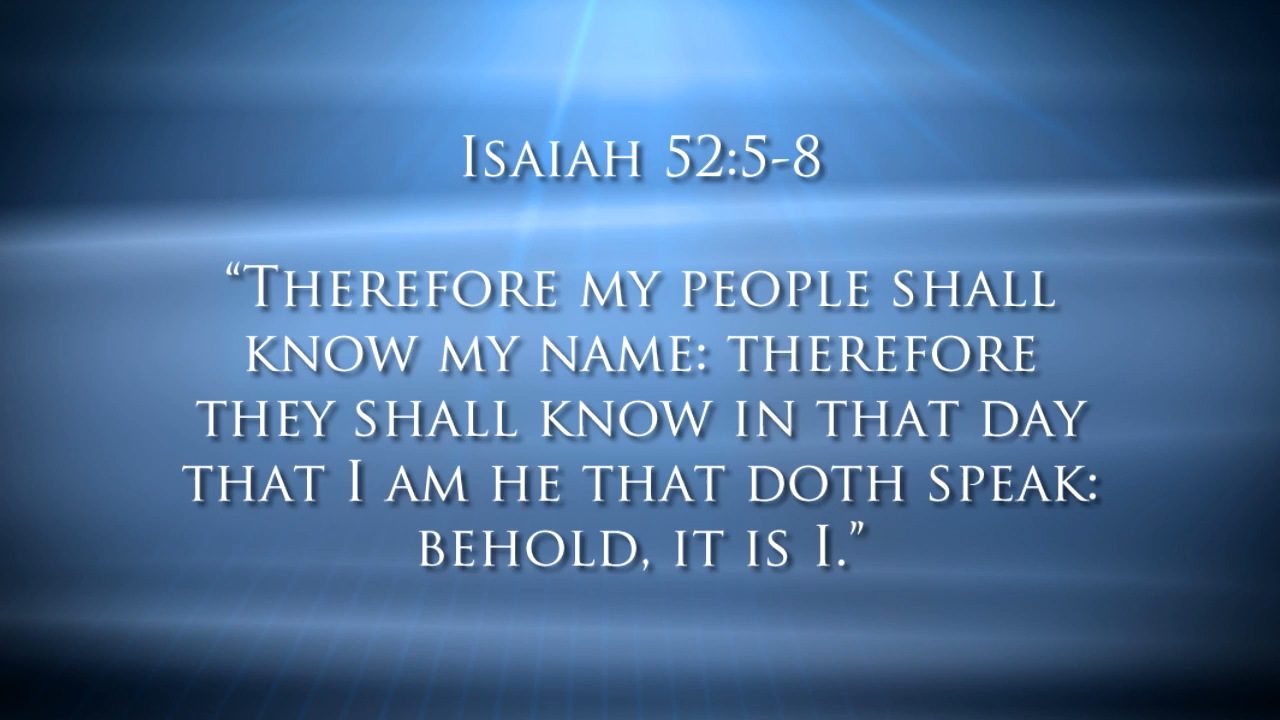 Isaiah 52:5-8
“Therefore my people shall
know my name: therefore
they shall know in that day
that I am he that doth speak:
behold, it is I.”